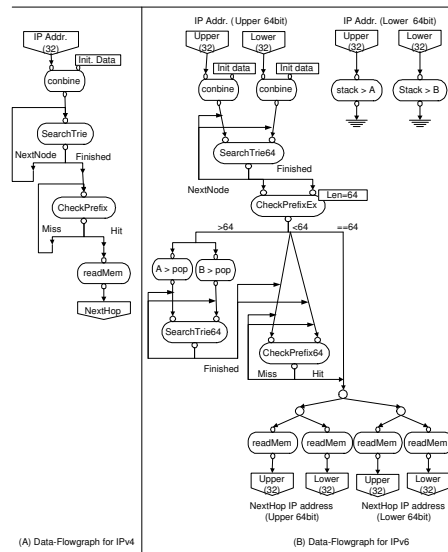 IP Addr.
(32)
Init. Data
conbine
SearchTrie
NextNode
Finished
CheckPrefix
Miss
Hit
readMem
NextHop
(A) Data-Flowgraph for IPv4
IP Addr. (Upper 64bit)
IP Addr. (Lower 64bit)
Upper
(32)
Lower
(32)
Upper
(32)
Lower
(32)
Init data
Init data
conbine
conbine
stack > A
Stack > B
SearchTrie64
Finished
NextNode
CheckPrefixEx
Len=64
>64
<64
==64
A > pop
B > pop
SearchTrie64
Finished
CheckPrefix64
Miss
Hit
readMem
readMem
readMem
readMem
Upper
(32)
Lower
(32)
Upper
(32)
Lower
(32)
NextHop IP address
(Upper 64bit)
NextHop IP address
(Lower 64bit)
(B) Data-Flowgraph for IPv6